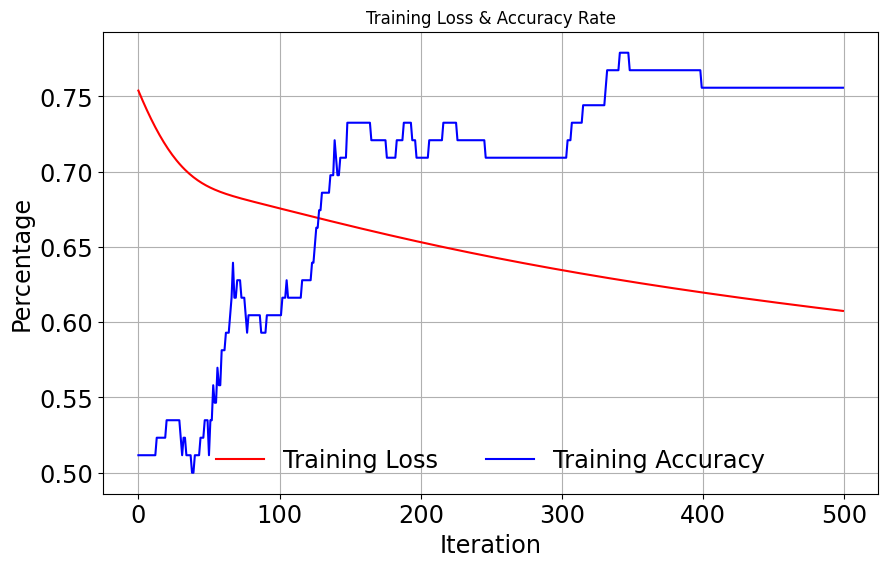 Training Loss & Accuracy Rate
Percentage
0.75
0.70
0.65
0.60
0.55
0.50
Training Loss
Training Accuracy
0 100 200 300 400 500
Iteration